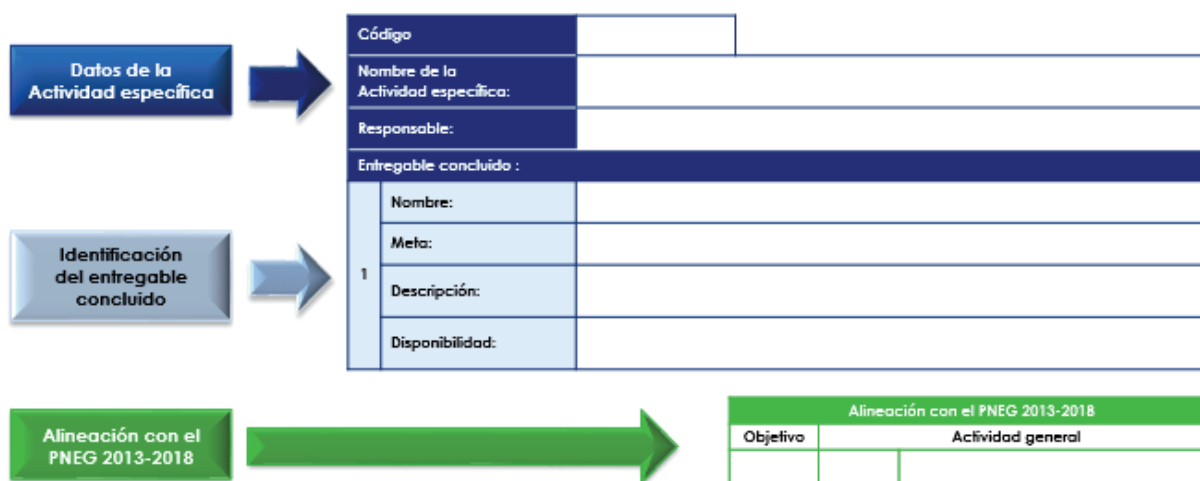 Datos de la
Actividad específica
Código
Nombre de la
Actividad específica:
Responsable:
Entregable concluido :
Identificación
del entregable
concluido
1
Nombre:
Meta:
Descripción:
Disponibilidad:
Alineación con el
PNEG 2013-2018
Alineación con el PNEG 2013-2018
Objetivo
Actividad general